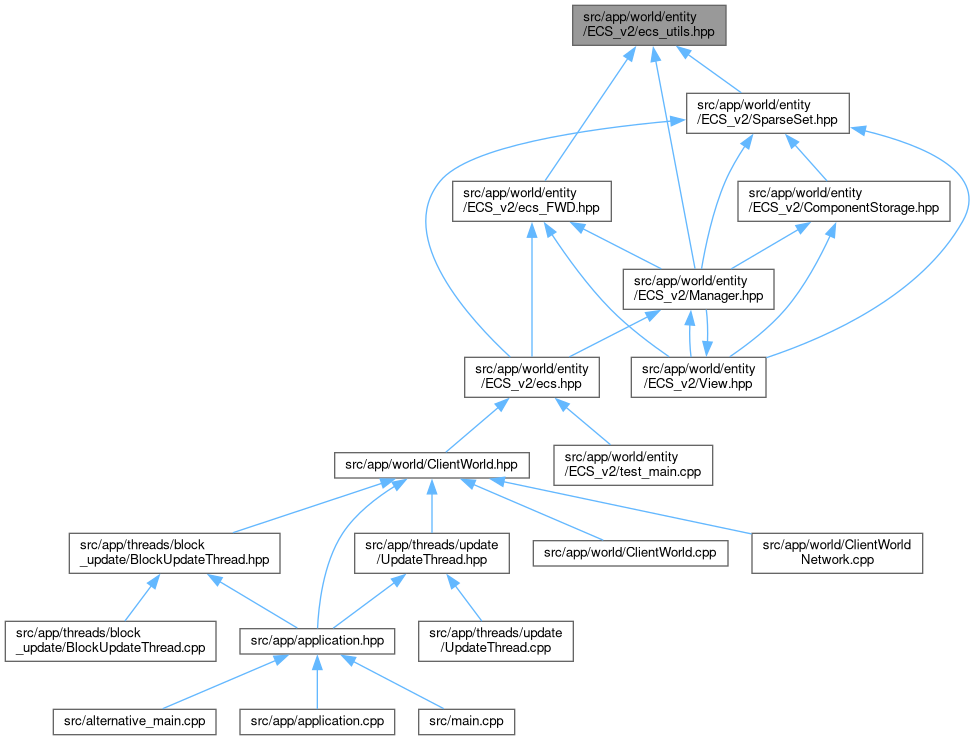 src/app/world/entity
/ECS_v2/ecs_utils.hpp
src/app/world/entity
/ECS_v2/SparseSet.hpp
src/app/world/entity
/ECS_v2/ecs_FWD.hpp
src/app/world/entity
/ECS_v2/ComponentStorage.hpp
src/app/world/entity
/ECS_v2/Manager.hpp
src/app/world/entity
/ECS_v2/ecs.hpp
src/app/world/entity
/ECS_v2/View.hpp
src/app/world/ClientWorld.hpp
src/app/world/entity
/ECS_v2/test_main.cpp
src/app/threads/block
_update/BlockUpdateThread.hpp
src/app/threads/update
/UpdateThread.hpp
src/app/world/ClientWorld.cpp
src/app/world/ClientWorld
Network.cpp
src/app/threads/block
_update/BlockUpdateThread.cpp
src/app/application.hpp
src/app/threads/update
/UpdateThread.cpp
src/alternative_main.cpp
src/app/application.cpp
src/main.cpp